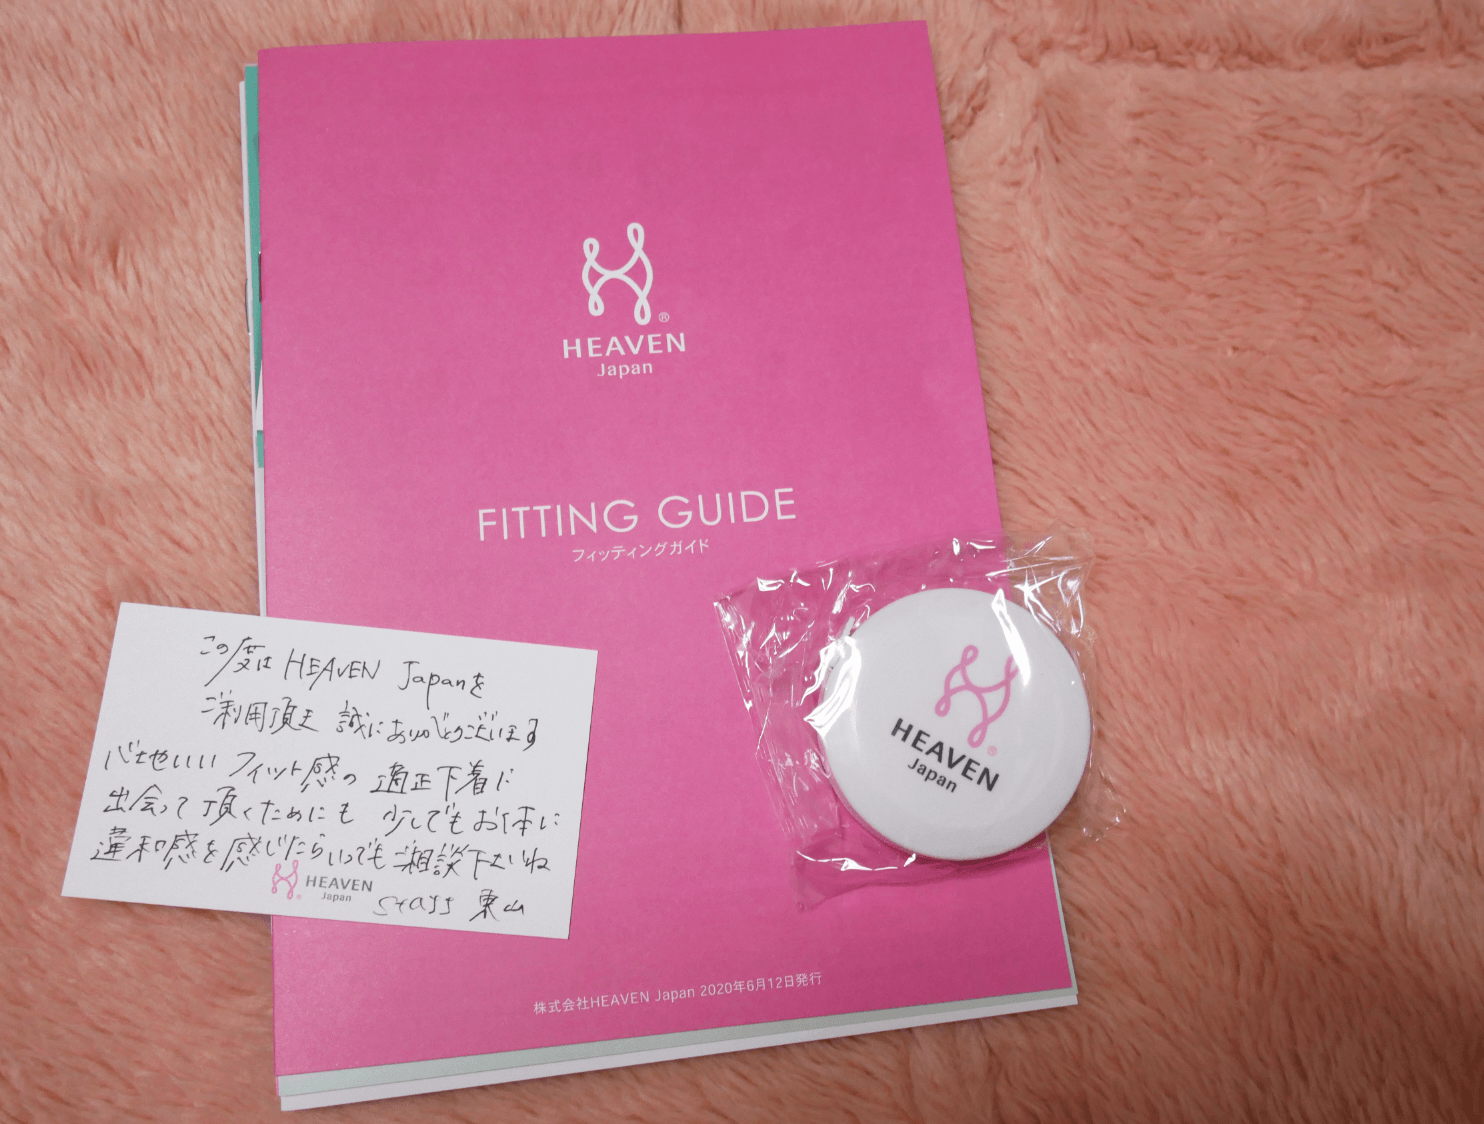 HEAVEN
Japan
FITTING GUIDE
フィッティングガイド
株式会社HEAVEN Japan 2020年6月12日発行
この度は HEAVEN Japanを
ご利用頂き 誠にありがとうございます
心地いい フィット感の 適正下着に
出会って頂くためにも 少しでもお体に
違和感を感じたらいつでもご相談下さいね
HEAVEN
Japan
staff 東山
HEAVEN
Japan